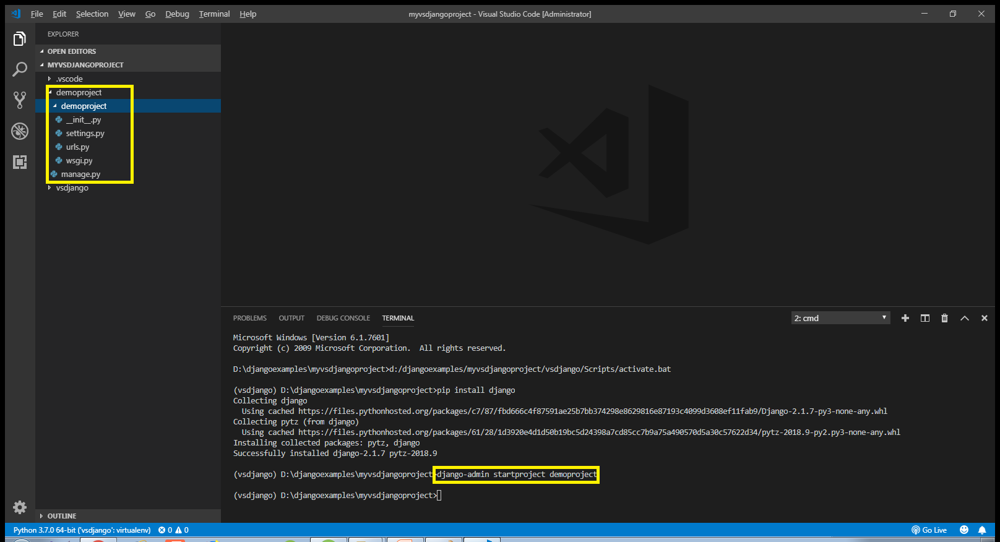 File Edit Selection View Go Debug Terminal Help
myvsdjangoproject - Visual Studio Code [Administrator]
EXPLORER
OPEN EDITORS
MYVSDJANGOPROJECT
.vscode
demoproject
demoproject
__init__.py
settings.py
urls.py
wsgi.py
manage.py
vsdjango
OUTLINE
PROBLEMS OUTPUT DEBUG CONSOLE TERMINAL
2: cmd
Microsoft Windows [Version 6.1.7601]
Copyright (c) 2009 Microsoft Corporation.  All rights reserved.
D:\djangoexamples\myvsdjangoproject>d:/djangoexamples/myvsdjangoproject/vsdjango/Scripts/activate.bat
(vsdjango) D:\djangoexamples\myvsdjangoproject>pip install django
Collecting django
  Using cached https://files.pythonhosted.org/packages/c7/87/fbd666c4f87591ae25b7bb374298e8629816e87193c4099d3608ef11fab9/Django-2.1.7-py3-none-any.whl
Collecting pytz (from django)
  Using cached https://files.pythonhosted.org/packages/61/28/1d3920e4d1d50b19bc5d24398a7cd85cc7b9a75a490570d5a30c57622d34/pytz-2018.9-py2.py3-none-any.whl
Installing collected packages: pytz, django
Successfully installed django-2.1.7 pytz-2018.9
(vsdjango) D:\djangoexamples\myvsdjangoproject>django-admin startproject demoproject
(vsdjango) D:\djangoexamples\myvsdjangoproject>
Python 3.7.0 64-bit ('vsdjango': virtualenv) 0 0 Go Live